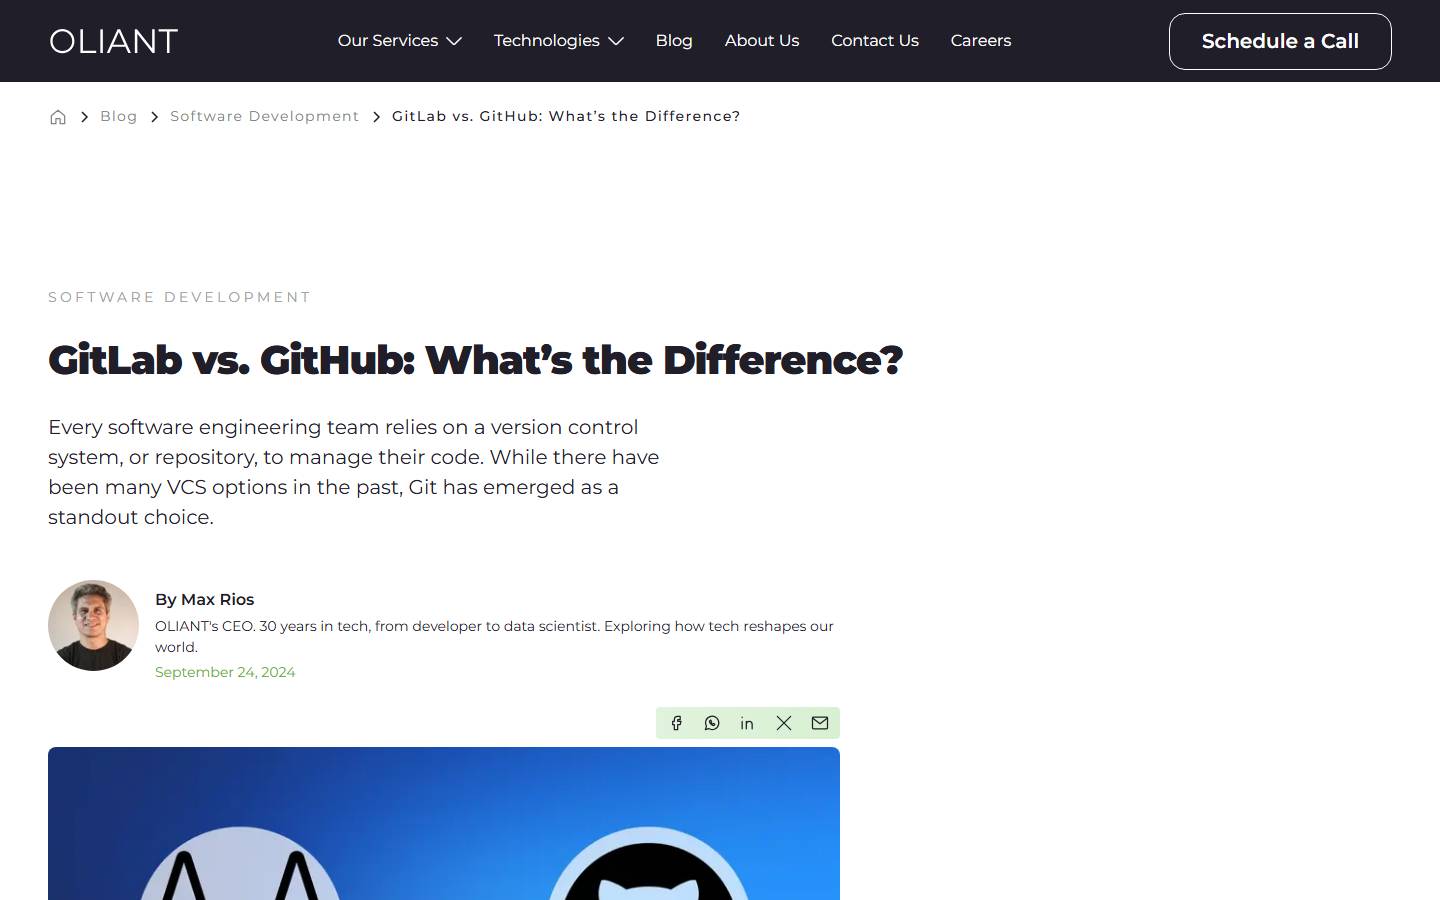 OLIANT
Our Services
Technologies
Blog
About Us
Contact Us
Careers
Schedule a Call
Blog
Software Development
GitLab vs. GitHub: What’s the Difference?
SOFTWARE DEVELOPMENT
GitLab vs. GitHub: What’s the Difference?
Every software engineering team relies on a version control
system, or repository, to manage their code. While there have
been many VCS options in the past, Git has emerged as a
standout choice.
By Max Rios
OLIANT's CEO. 30 years in tech, from developer to data scientist. Exploring how tech reshapes our
world.
September 24, 2024